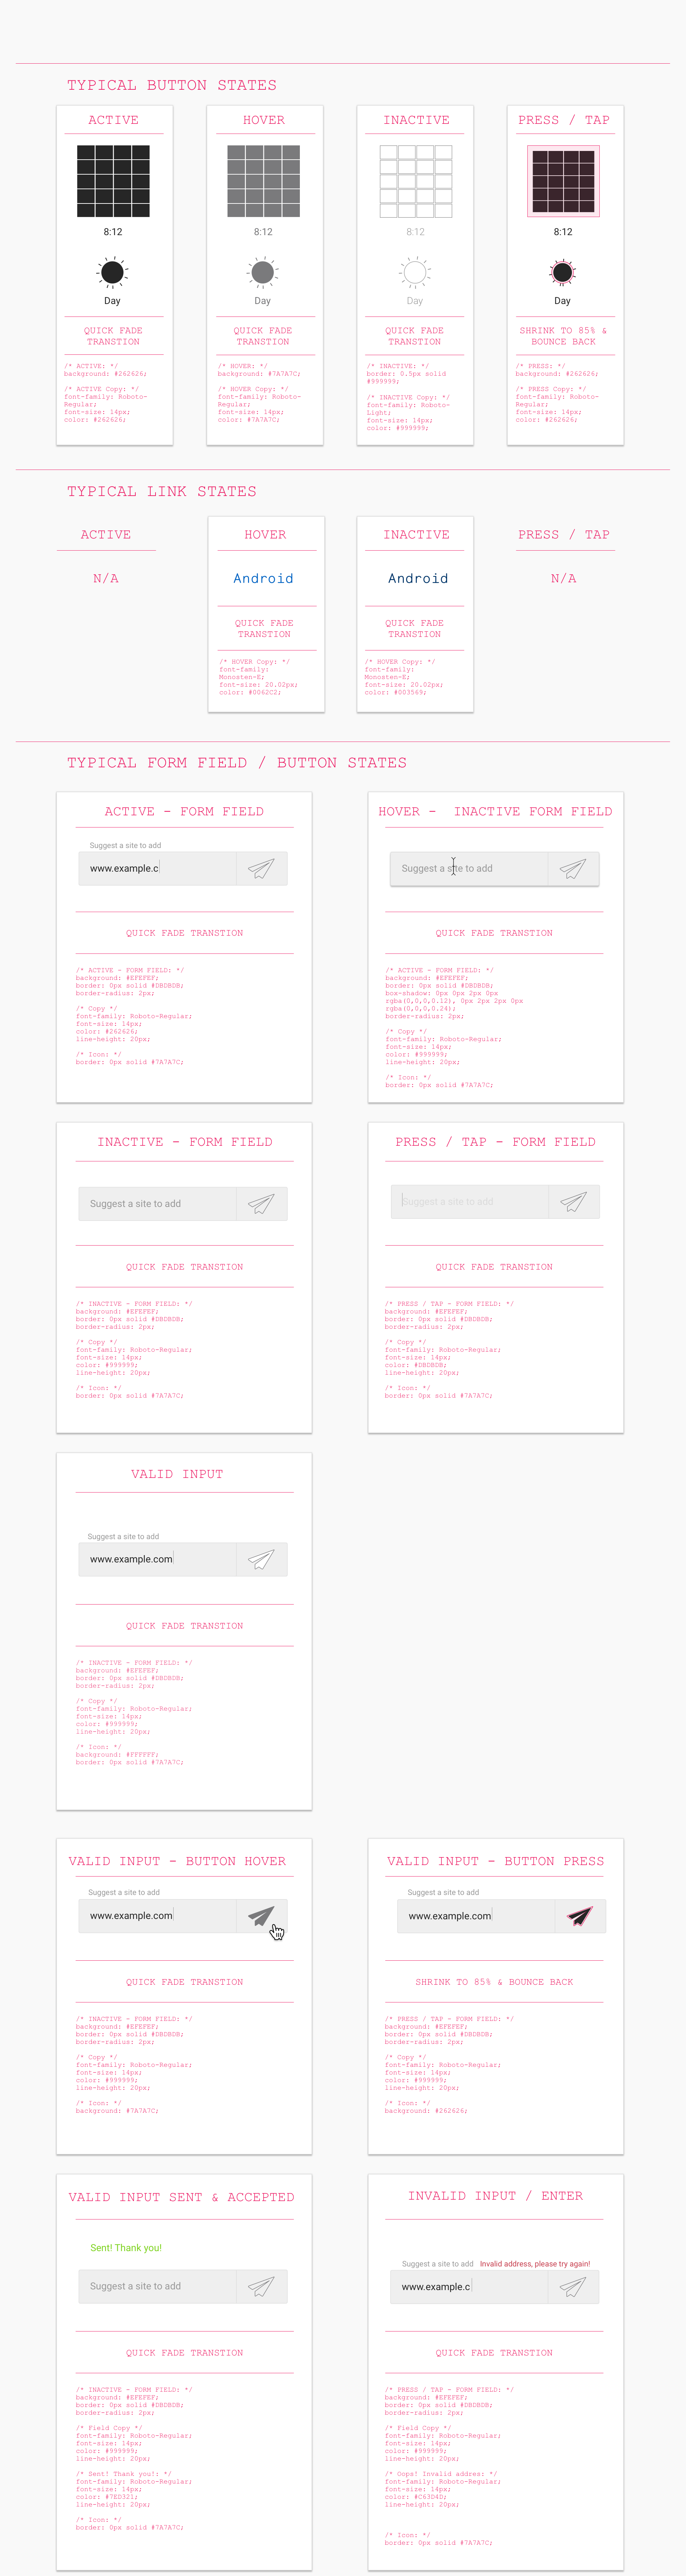 TYPICAL BUTTON STATES
ACTIVE
8:12
Day
QUICK FADE
TRANSTION
/* ACTIVE: */
background: #262626;
/* ACTIVE Copy: */
font-family: Roboto-
Regular;
font-size: 14px;
color: #262626;
HOVER
8:12
Day
QUICK FADE
TRANSTION
/* HOVER: */
background: #7A7A7C;
/* HOVER Copy: */
font-family: Roboto-
Regular;
font-size: 14px;
color: #7A7A7C;
INACTIVE
8:12
Day
QUICK FADE
TRANSTION
/* INACTIVE: */
border: 0.5px solid
#999999;
/* INACTIVE Copy: */
font-family: Roboto-
Light;
font-size: 14px;
color: #999999;
PRESS / TAP
8:12
Day
SHRINK TO 85% &
BOUNCE BACK
/* PRESS: */
background: #262626;
/* PRESS Copy: */
font-family: Roboto-
Regular;
font-size: 14px;
color: #262626;
TYPICAL LINK STATES
ACTIVE
N/A
HOVER
Android
QUICK FADE
TRANSTION
/* HOVER Copy: */
font-family:
Monosten-E;
font-size: 20.02px;
color: #0062C2;
INACTIVE
Android
QUICK FADE
TRANSTION
/* HOVER Copy: */
font-family:
Monosten-E;
font-size: 20.02px;
color: #003569;
PRESS / TAP
N/A
TYPICAL FORM FIELD / BUTTON STATES
ACTIVE - FORM FIELD
Suggest a site to add
www.example.c
QUICK FADE TRANSTION
/* ACTIVE - FORM FIELD: */
background: #EFEFEF;
border: 0px solid #DBDBDB;
border-radius: 2px;
/* Copy */
font-family: Roboto-Regular;
font-size: 14px;
color: #262626;
line-height: 20px;
/* Icon: */
border: 0px solid #7A7A7C;
HOVER - INACTIVE FORM FIELD
Suggest a site to add
QUICK FADE TRANSTION
/* ACTIVE - FORM FIELD: */
background: #EFEFEF;
border: 0px solid #DBDBDB;
box-shadow: 0px 0px 2px 0px
rgba(0,0,0,0.12), 0px 2px 2px 0px
rgba(0,0,0,0.24);
border-radius: 2px;
/* Copy */
font-family: Roboto-Regular;
font-size: 14px;
color: #999999;
line-height: 20px;
/* Icon: */
border: 0px solid #7A7A7C;
INACTIVE - FORM FIELD
Suggest a site to add
QUICK FADE TRANSTION
/* INACTIVE - FORM FIELD: */
background: #EFEFEF;
border: 0px solid #DBDBDB;
border-radius: 2px;
/* Copy */
font-family: Roboto-Regular;
font-size: 14px;
color: #999999;
line-height: 20px;
/* Icon: */
border: 0px solid #7A7A7C;
PRESS / TAP - FORM FIELD
Suggest a site to add
QUICK FADE TRANSTION
/* PRESS / TAP - FORM FIELD: */
background: #EFEFEF;
border: 0px solid #DBDBDB;
border-radius: 2px;
/* Copy */
font-family: Roboto-Regular;
font-size: 14px;
color: #DBDBDB;
line-height: 20px;
/* Icon: */
border: 0px solid #7A7A7C;
VALID INPUT
Suggest a site to add
www.example.com
QUICK FADE TRANSTION
/* INACTIVE - FORM FIELD: */
background: #EFEFEF;
border: 0px solid #DBDBDB;
border-radius: 2px;
/* Copy */
font-family: Roboto-Regular;
font-size: 14px;
color: #999999;
line-height: 20px;
/* Icon: */
background: #FFFFFF;
border: 0px solid #7A7A7C;
VALID INPUT - BUTTON HOVER
Suggest a site to add
www.example.com
QUICK FADE TRANSTION
/* INACTIVE - FORM FIELD: */
background: #EFEFEF;
border: 0px solid #DBDBDB;
border-radius: 2px;
/* Copy */
font-family: Roboto-Regular;
font-size: 14px;
color: #999999;
line-height: 20px;
/* Icon: */
background: #7A7A7C;
VALID INPUT - BUTTON PRESS
Suggest a site to add
www.example.com
SHRINK TO 85% & BOUNCE BACK
/* PRESS / TAP - FORM FIELD: */
background: #EFEFEF;
border: 0px solid #DBDBDB;
border-radius: 2px;
/* Copy */
font-family: Roboto-Regular;
font-size: 14px;
color: #999999;
line-height: 20px;
/* Icon: */
background: #262626;
VALID INPUT SENT & ACCEPTED
Sent! Thank you!
Suggest a site to add
QUICK FADE TRANSTION
/* INACTIVE - FORM FIELD: */
background: #EFEFEF;
border: 0px solid #DBDBDB;
border-radius: 2px;
/* Field Copy */
font-family: Roboto-Regular;
font-size: 14px;
color: #999999;
line-height: 20px;
/* Sent! Thank you!: */
font-family: Roboto-Regular;
font-size: 14px;
color: #7ED321;
line-height: 20px;
/* Icon: */
border: 0px solid #7A7A7C;
INVALID INPUT / ENTER
Suggest a site to add Invalid address, please try again!
www.example.c
QUICK FADE TRANSTION
/* PRESS / TAP - FORM FIELD: */
background: #EFEFEF;
border: 0px solid #DBDBDB;
border-radius: 2px;
/* Field Copy */
font-family: Roboto-Regular;
font-size: 14px;
color: #999999;
line-height: 20px;
/* Oops! Invalid addres: */
font-family: Roboto-Regular;
font-size: 14px;
color: #C63D4D;
line-height: 20px;
/* Icon: */
border: 0px solid #7A7A7C;